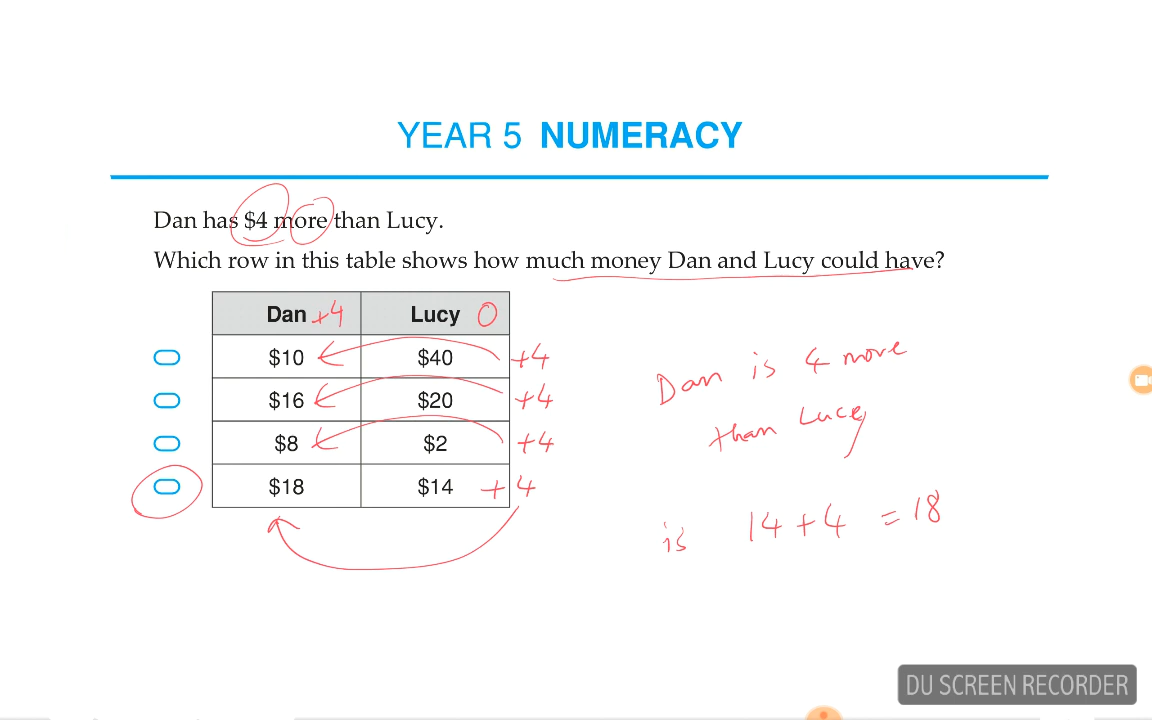 YEAR 5 NUMERACY
Dan has $4 more than Lucy.
Which row in this table shows how much money Dan and Lucy could have?
Dan +4 Lucy 0
$10 $40 +4
$16 $20 +4
$8 $2 +4
$18 $14 +4
Dan is 4 more
than Lucy
is 14 + 4 = 18
DU SCREEN RECORDER